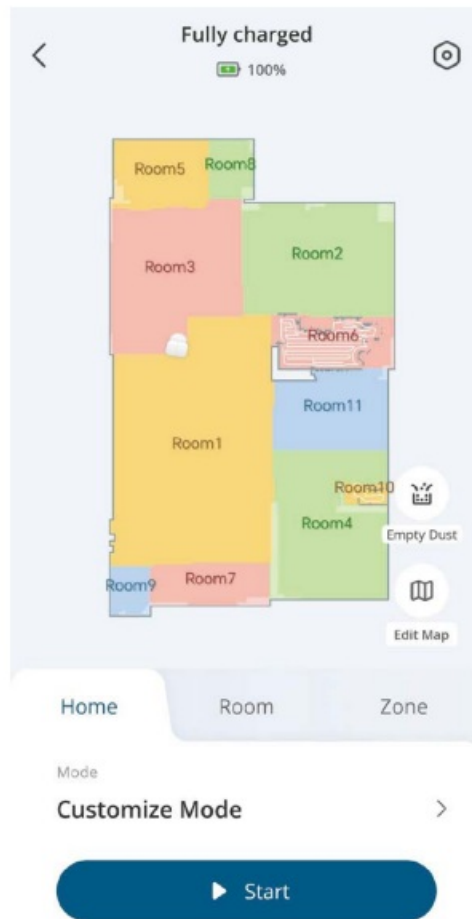 Fully charged
100%
Room5
Room8
Room3
Room2
Room6
Room11
Room1
Room10
Room4
Empty Dust
Room9
Room7
Edit Map
Home
Room
Zone
Mode
Customize Mode
Start